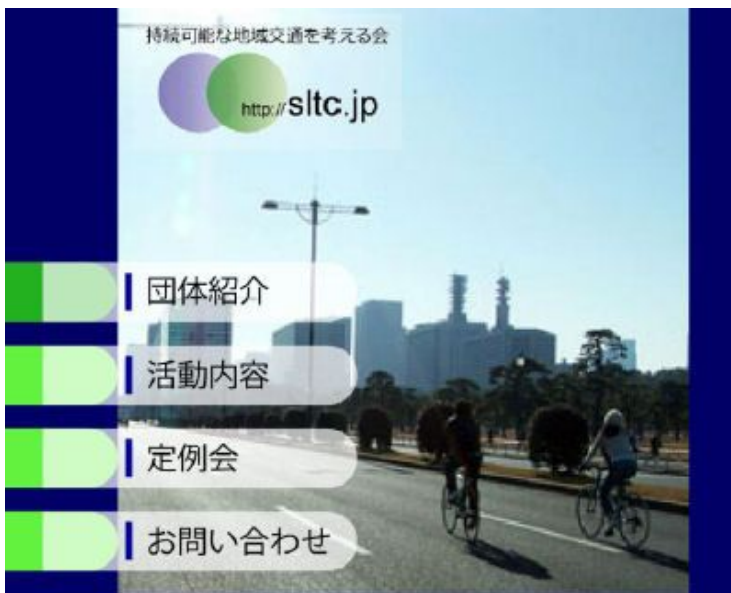 持続可能な地域交通を考える会
http://sltc.jp
団体紹介
活動内容
定例会
お問い合わせ